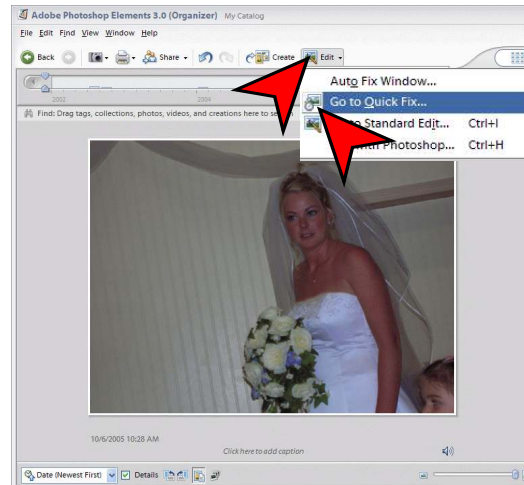 Adobe Photoshop Elements 3.0 (Organizer) My Catalog
File Edit Find View Window Help
Back Share Create Edit
Auto Fix Window...
Go to Quick Fix...
Standard Edit... Ctrl+I
Photoshop... Ctrl+H
2002 2004
Find: Drag tags, collections, photos, videos, and creations here to
10/6/2005 10:28 AM
Click here to add caption
Date (Newest First) Details